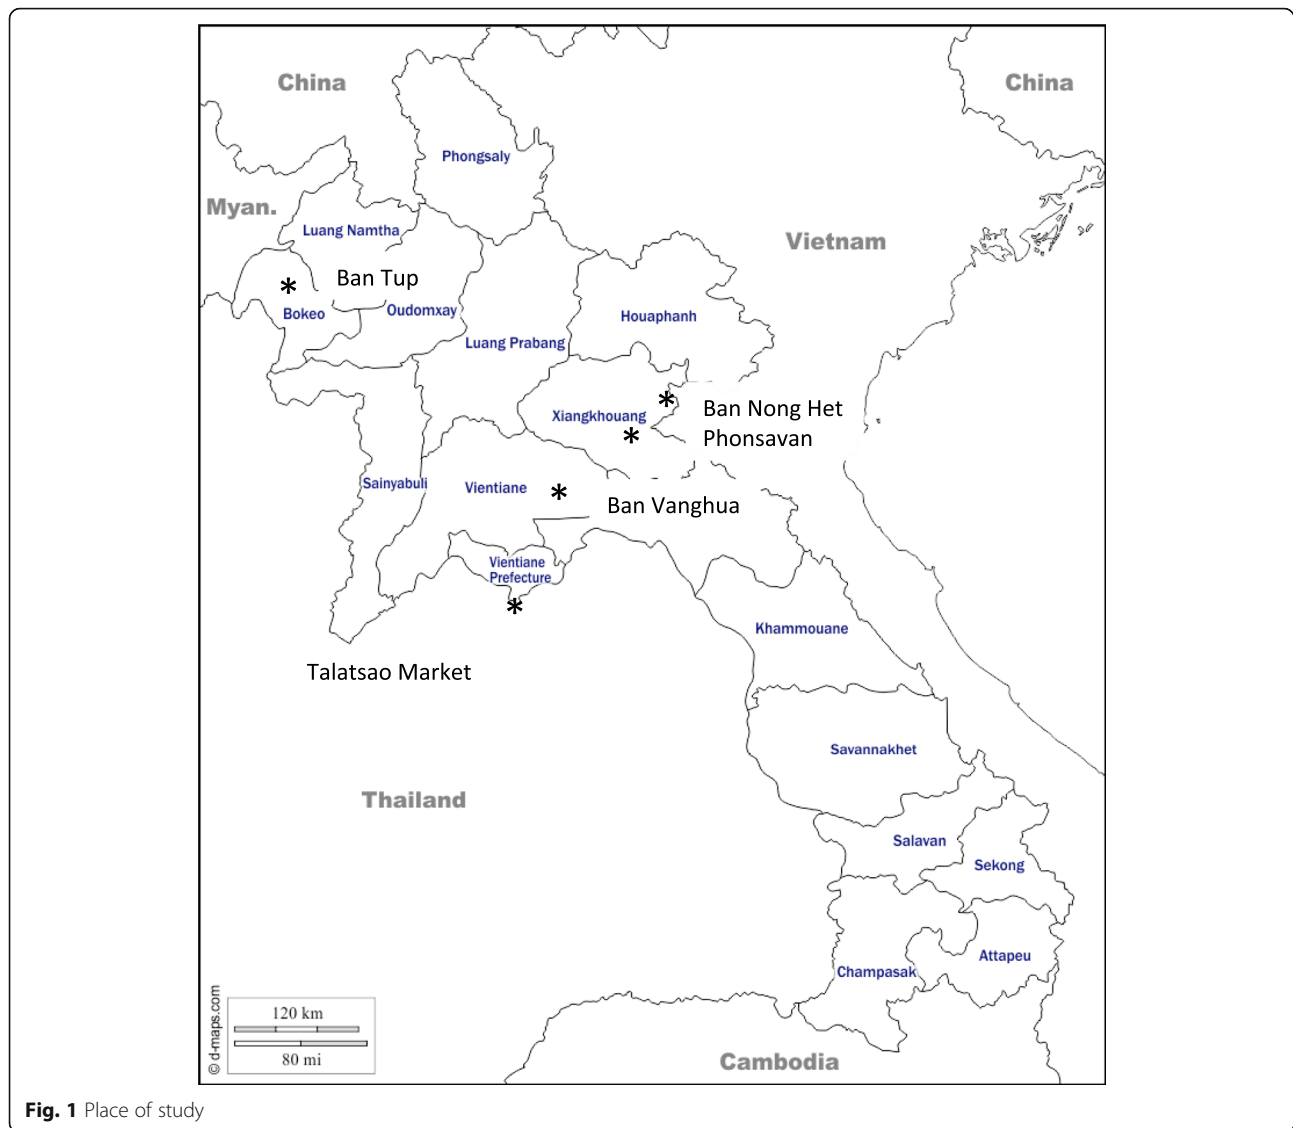 China
China
Phongsaly
Myan.
Luang Namtha
Vietnam
Ban Tup
*
Bokeo
Oudomxay
Houaphanh
Luang Prabang
*
Ban Nong Het
Xiangkhouang
*
Phonsavan
Sainyabuli
Vientiane
*
Ban Vanghua
Vientiane
Prefecture
*
Khammouane
Talatsao Market
Savannakhet
Thailand
Salavan
Sekong
Attapeu
Champasak
© d-maps.com
120 km
80 mi
Cambodia
Fig. 1 Place of study